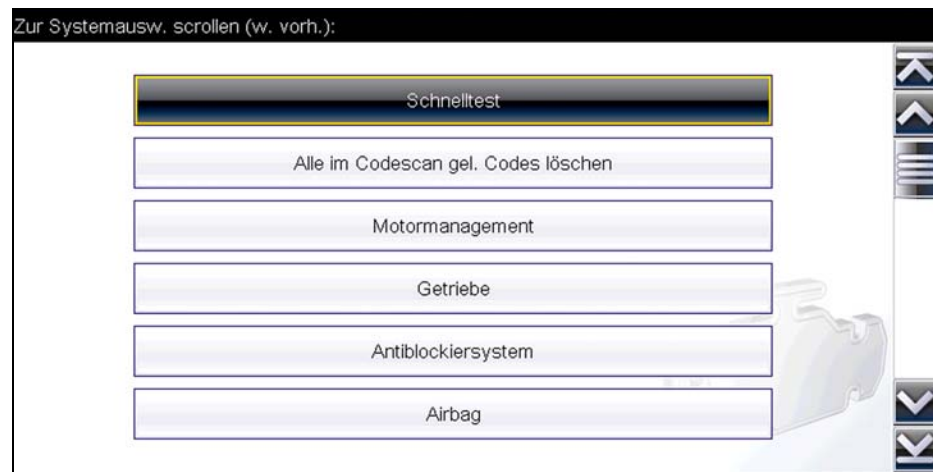 Zur Systemausw. scrollen (w. vorh.):
Schnelltest
Alle im Codescan gel. Codes löschen
Motormanagement
Getriebe
Antiblockiersystem
Airbag